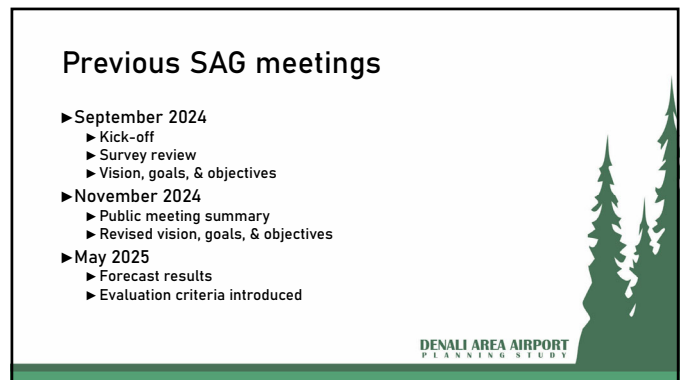 Previous SAG meetings
►September 2024
►Kick-off
►Survey review
►Vision, goals, & objectives
►November 2024
►Public meeting summary
►Revised vision, goals, & objectives
►May 2025
►Forecast results
►Evaluation criteria introduced
DENALI AREA AIRPORT
PLANNING STUDY